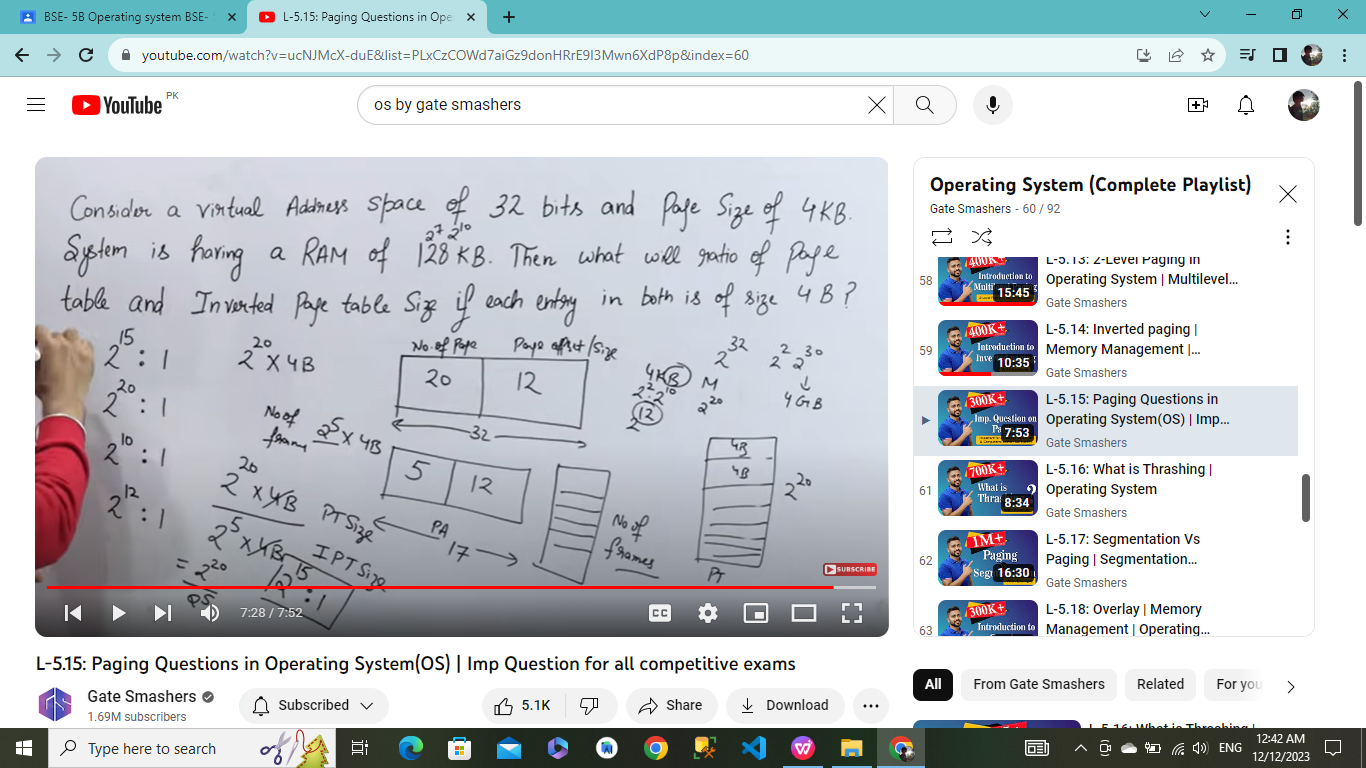 BSE- 5B Operating system BSE-
L-5.15: Paging Questions in Ope
youtube.com/watch?v=ucNJMcX-duE&list=PLxCzCOWd7aiGz9donHRrE9I3Mwn6XdP8p&index=60
YouTube PK
os by gate smashers
Consider a virtual Address space of 32 bits and Page Size of 4KB.
2^7 2^10
System is having a RAM of 128KB. Then what will ratio of page
table and Inverted Page table Size if each entry in both is of size 4B?
2^15 : 1
2^20 : 1
2^10 : 1
2^12 : 1
2^20 X 4B
No. of frame 2^5 X 4B
2^20 X 4B
2^5 X 4B
PT Size
IPT Size
= 2^20
2^5
2^15 : 1
No. of Page
Page offset/Size
20
12
32
5
12
PA
17
No of frames
4KB
2^2 2^10
2^12
M
2^20
2^32
2^2 2^30
4 GB
4B
4B
2^20
PT
SUBSCRIBE
7:28 / 7:52
CC
L-5.15: Paging Questions in Operating System(OS) | Imp Question for all competitive exams
Gate Smashers
1.69M subscribers
Subscribed
5.1K
Share
Download
Operating System (Complete Playlist)
Gate Smashers - 60 / 92
58
400K+
Introduction to
15:45
L-5.13: 2-Level Paging in
Operating System | Multilevel...
Gate Smashers
59
400K+
Introduction to
10:35
L-5.14: Inverted paging |
Memory Management |...
Gate Smashers
300K+
Imp. Question on
7:53
L-5.15: Paging Questions in
Operating System(OS) | Imp...
Gate Smashers
61
700K+
What is
8:34
L-5.16: What is Thrashing |
Operating System
Gate Smashers
62
1M+
Paging
16:30
L-5.17: Segmentation Vs
Paging | Segmentation...
Gate Smashers
63
300K+
Introduction to
L-5.18: Overlay | Memory
Management | Operating...
All
From Gate Smashers
Related
For you
L-5.16: What is Thrashing |
Type here to search
ENG
12:42 AM
12/12/2023